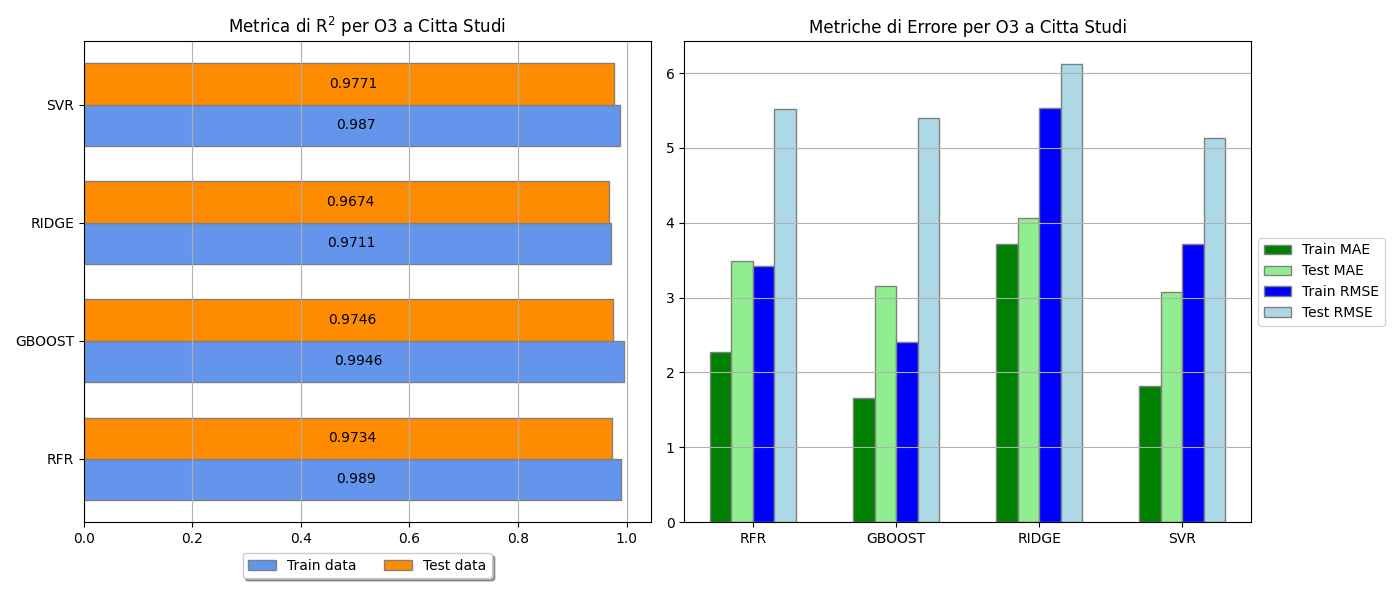 Metrica di R² per O3 a Citta Studi
SVR
0.9771
0.987
RIDGE
0.9674
0.9711
GBOOST
0.9746
0.9946
RFR
0.9734
0.989
0.0 0.2 0.4 0.6 0.8 1.0
Train data Test data
Metriche di Errore per O3 a Citta Studi
6
5
4
3
2
1
0
RFR GBOOST RIDGE SVR
Train MAE
Test MAE
Train RMSE
Test RMSE